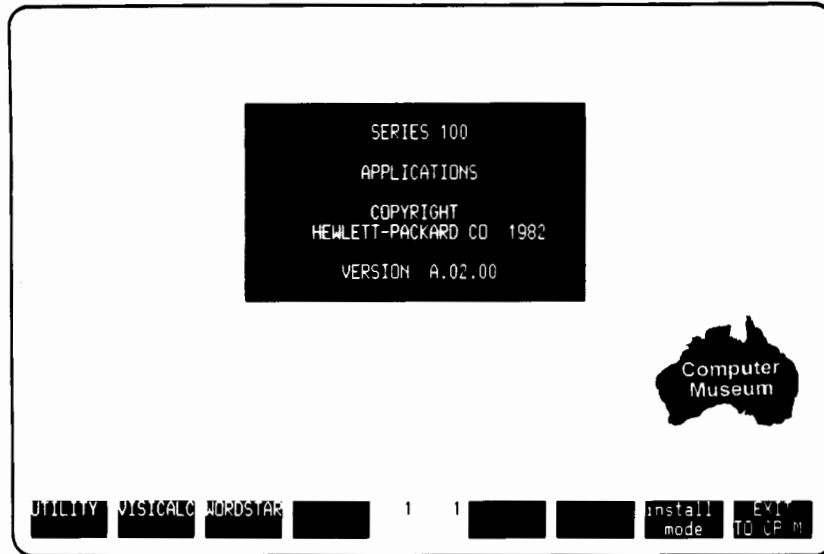 SERIES 100
APPLICATIONS
COPYRIGHT
HEWLETT-PACKARD CO 1982
VERSION A.02.00
Computer
Museum
UTILITY VISICALC WORDSTAR 1 1 install EXIT
mode TO CP M